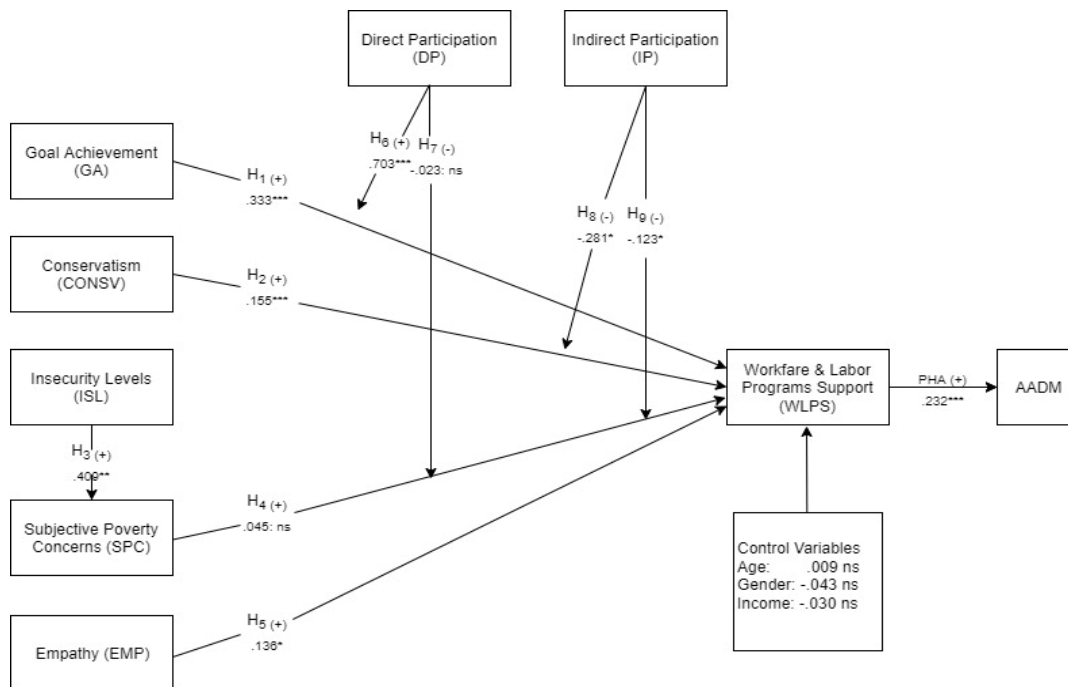 Direct Participation
(DP)
Indirect Participation
(IP)
Goal Achievement
(GA)
H1 (+)
.333***
H6 (+)
.703***
H7 (-)
-.023: ns
H8 (-)
-.281*
H9 (-)
-.123*
Conservatism
(CONSV)
H2 (+)
.155***
Insecurity Levels
(ISL)
H3 (+)
.409**
Subjective Poverty
Concerns (SPC)
H4 (+)
.045: ns
Empathy (EMP)
H5 (+)
.136*
Workfare & Labor
Programs Support
(WLPS)
PHA (+)
.232***
AADM
Control Variables
Age: .009 ns
Gender: -.043 ns
Income: -.030 ns